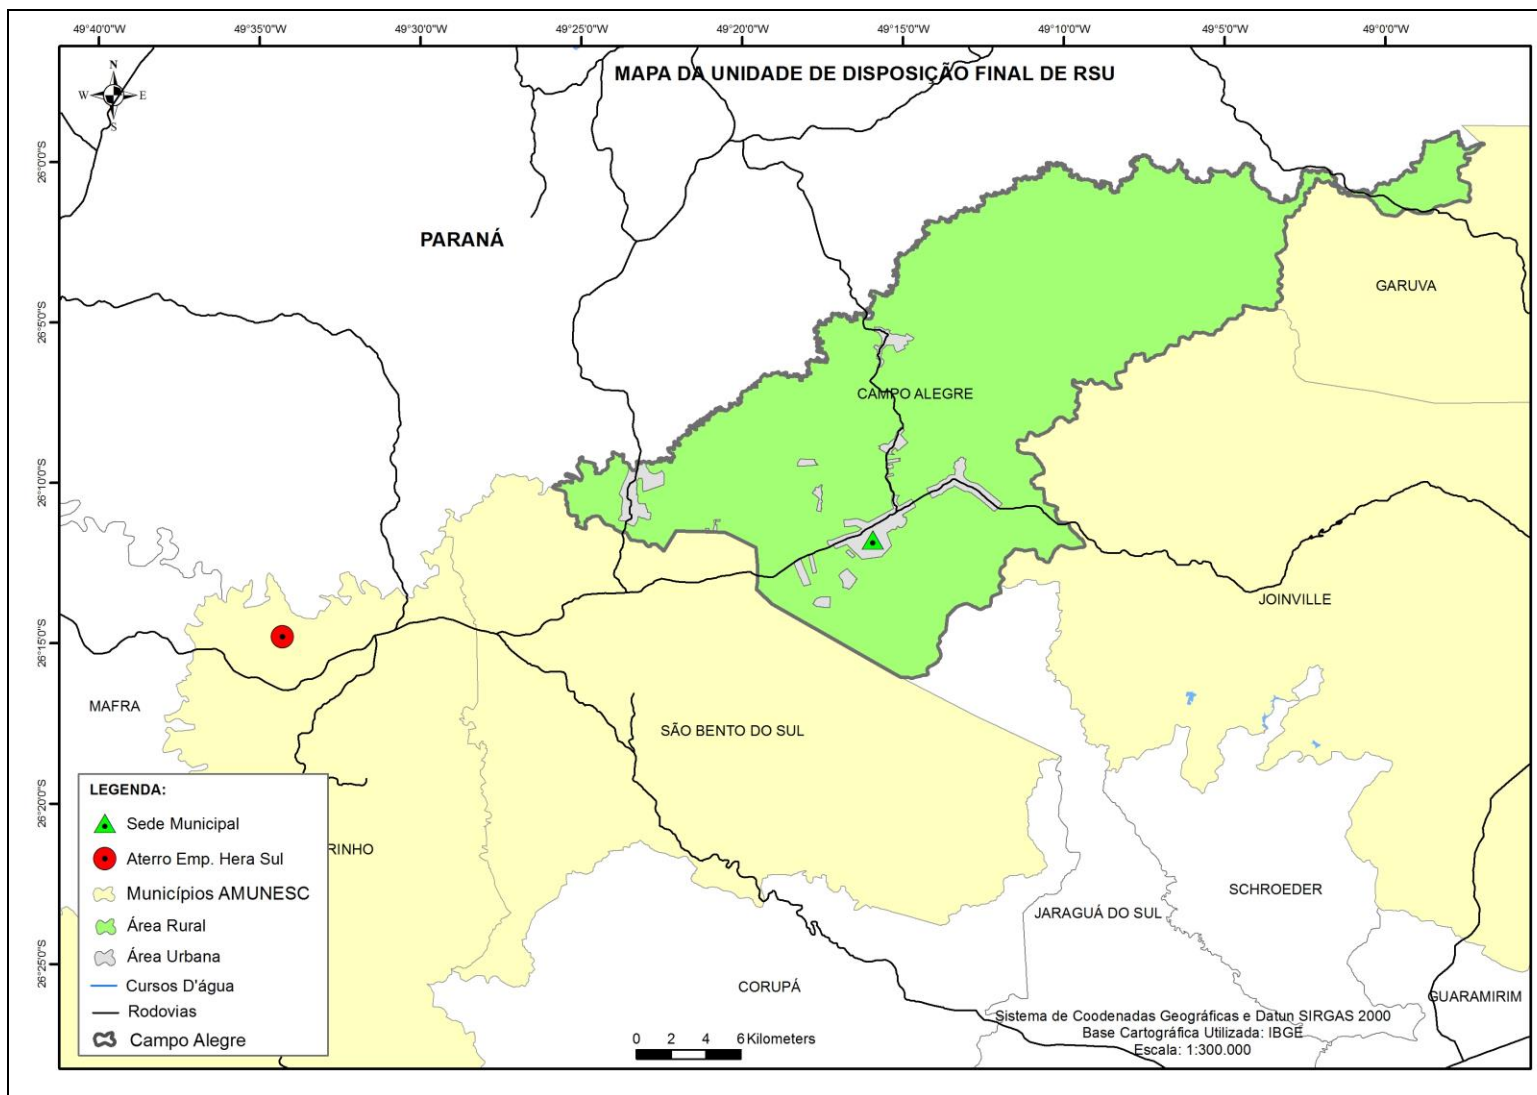 49°40'0"W 49°35'0"W 49°30'0"W 49°25'0"W 49°20'0"W 49°15'0"W 49°10'0"W 49°5'0"W 49°0'0"W
MAPA DA UNIDADE DE DISPOSIÇÃO FINAL DE RSU
N
W E
S
26°0'0"S
26°5'0"S
26°10'0"S
26°15'0"S
26°20'0"S
26°25'0"S
PARANÁ
GARUVA
CAMPO ALEGRE
JOINVILLE
MAFRA
SÃO BENTO DO SUL
RINHO
SCHROEDER
JARAGUÁ DO SUL
CORUPÁ
GUARAMIRIM
LEGENDA:
Sede Municipal
Aterro Emp. Hera Sul
Municípios AMUNESC
Área Rural
Área Urbana
Cursos D'água
Rodovias
Campo Alegre
0 2 4 6 Kilometers
Sistema de Coodenadas Geográficas e Datun SIRGAS 2000
Base Cartográfica Utilizada: IBGE
Escala: 1:300.000